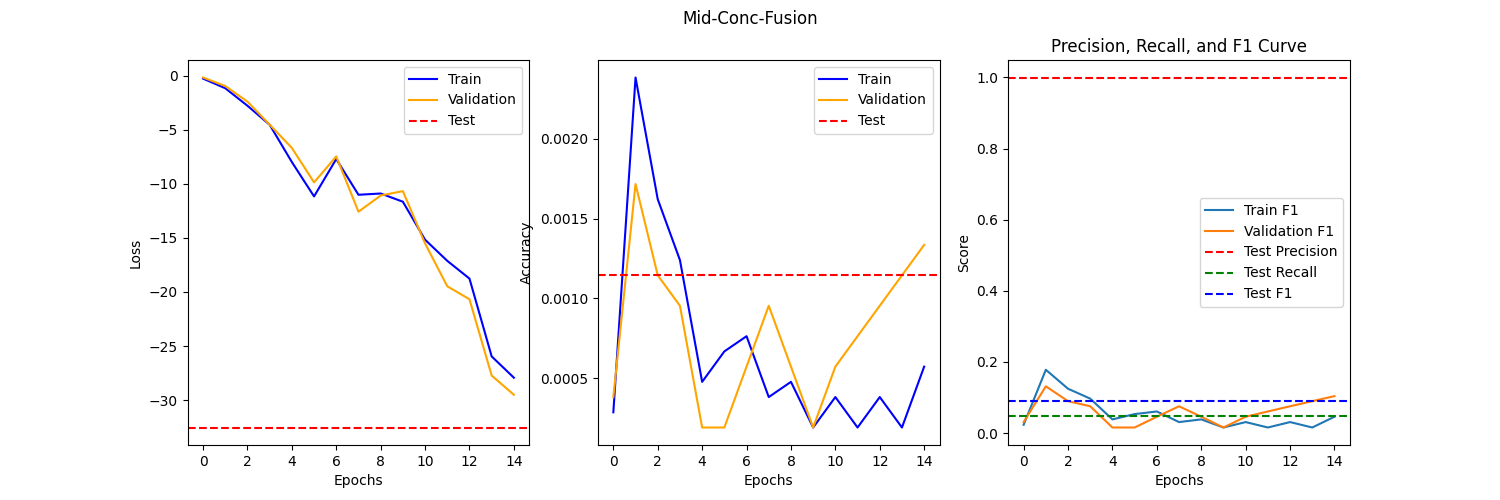 Mid-Conc-Fusion
Loss
0
−5
−10
−15
−20
−25
−30
0 2 4 6 8 10 12 14
Epochs
Train
Validation
Test
Accuracy
0.0020
0.0015
0.0010
0.0005
0 2 4 6 8 10 12 14
Epochs
Train
Validation
Test
Precision, Recall, and F1 Curve
Score
1.0
0.8
0.6
0.4
0.2
0.0
0 2 4 6 8 10 12 14
Epochs
Train F1
Validation F1
Test Precision
Test Recall
Test F1